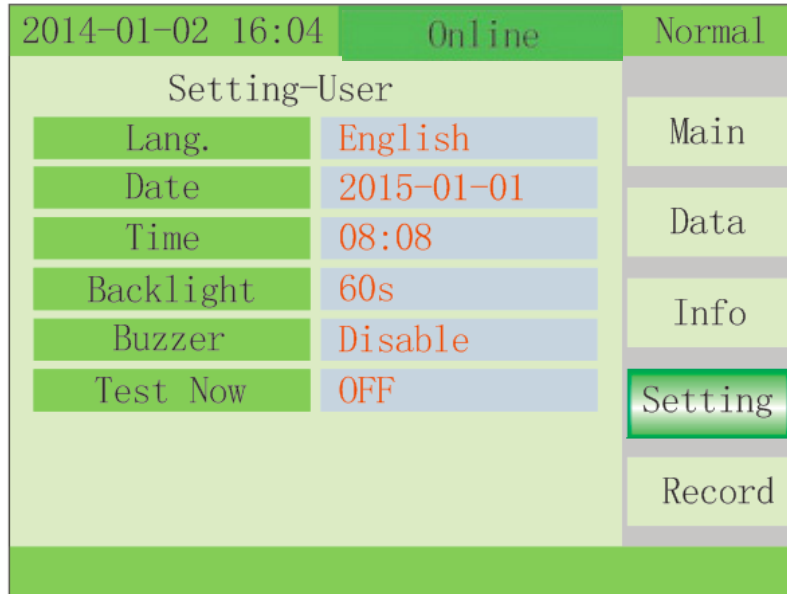 2014-01-02 16:04 Online Normal
Setting-User
Lang. English
Date 2015-01-01
Time 08:08
Backlight 60s
Buzzer Disable
Test Now OFF
Main
Data
Info
Setting
Record